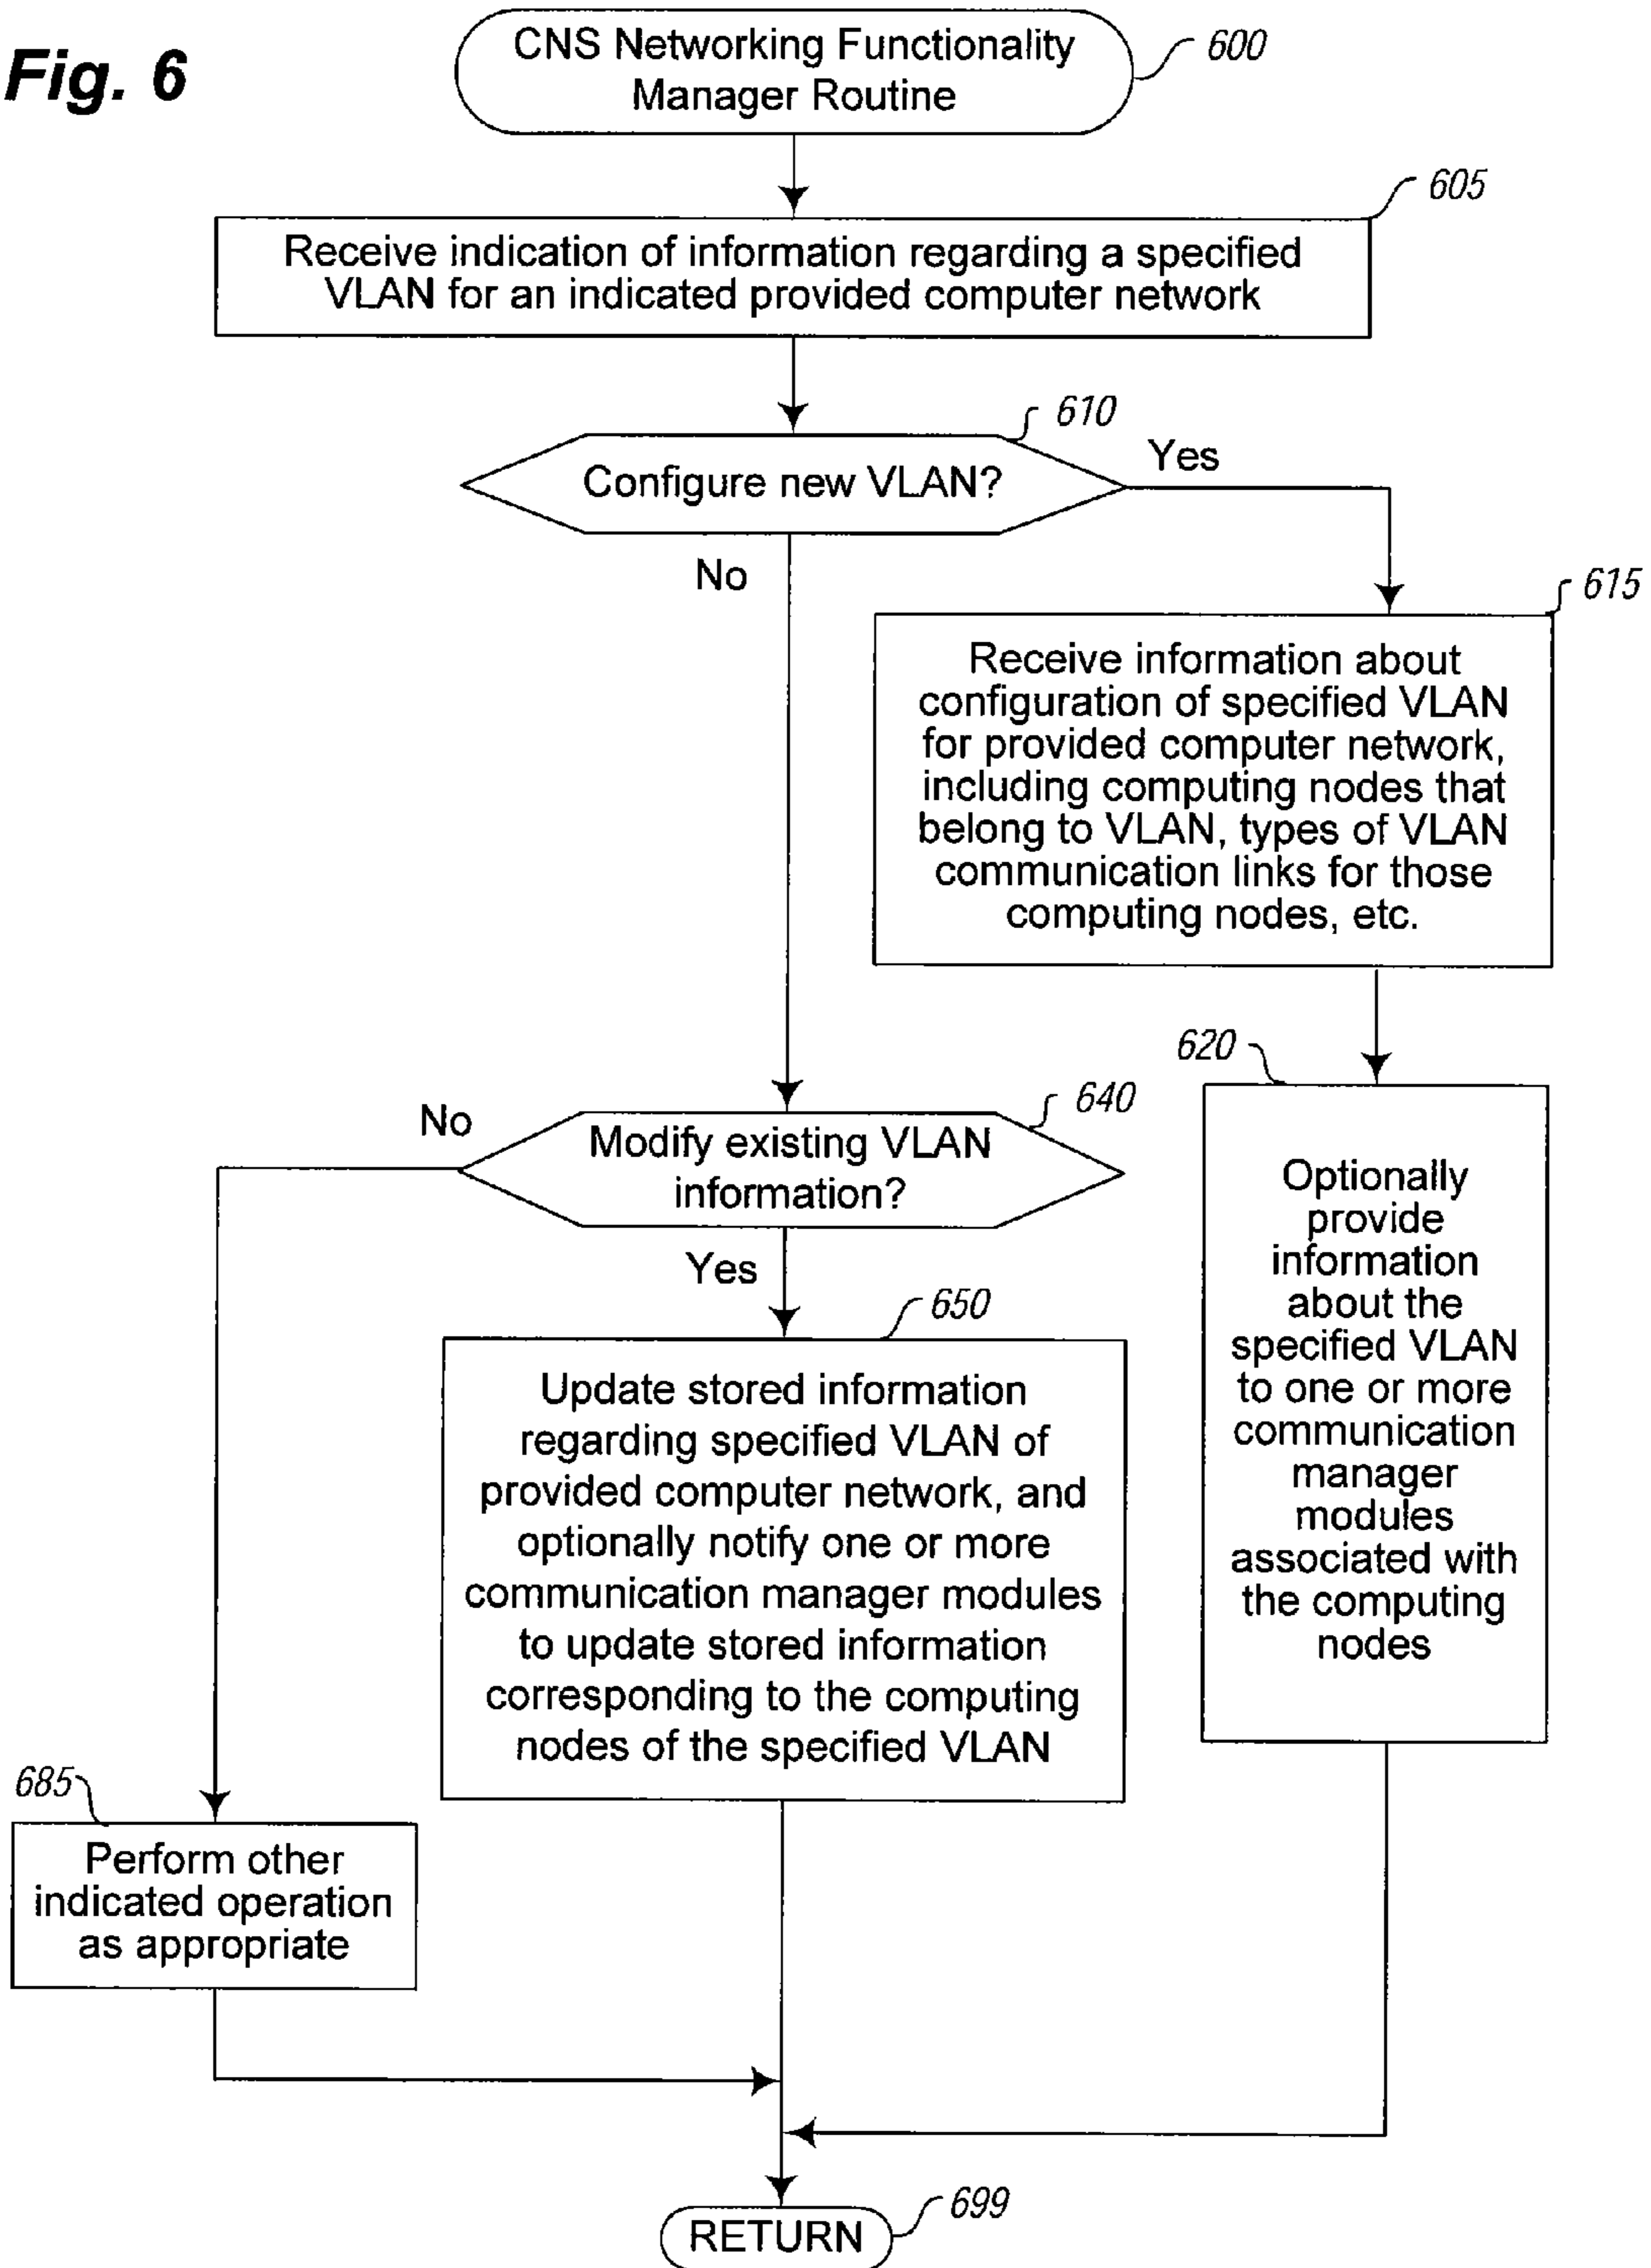 Fig. 6
CNS Networking Functionality
Manager Routine
600
605
Receive indication of information regarding a specified
VLAN for an indicated provided computer network
610
Configure new VLAN?
Yes
No
615
Receive information about
configuration of specified VLAN
for provided computer network,
including computing nodes that
belong to VLAN, types of VLAN
communication links for those
computing nodes, etc.
620
Optionally
provide
information
about the
specified VLAN
to one or more
communication
manager
modules
associated with
the computing
nodes
640
No
Modify existing VLAN
information?
Yes
650
Update stored information
regarding specified VLAN of
provided computer network, and
optionally notify one or more
communication manager modules
to update stored information
corresponding to the computing
nodes of the specified VLAN
685
Perform other
indicated operation
as appropriate
RETURN
699